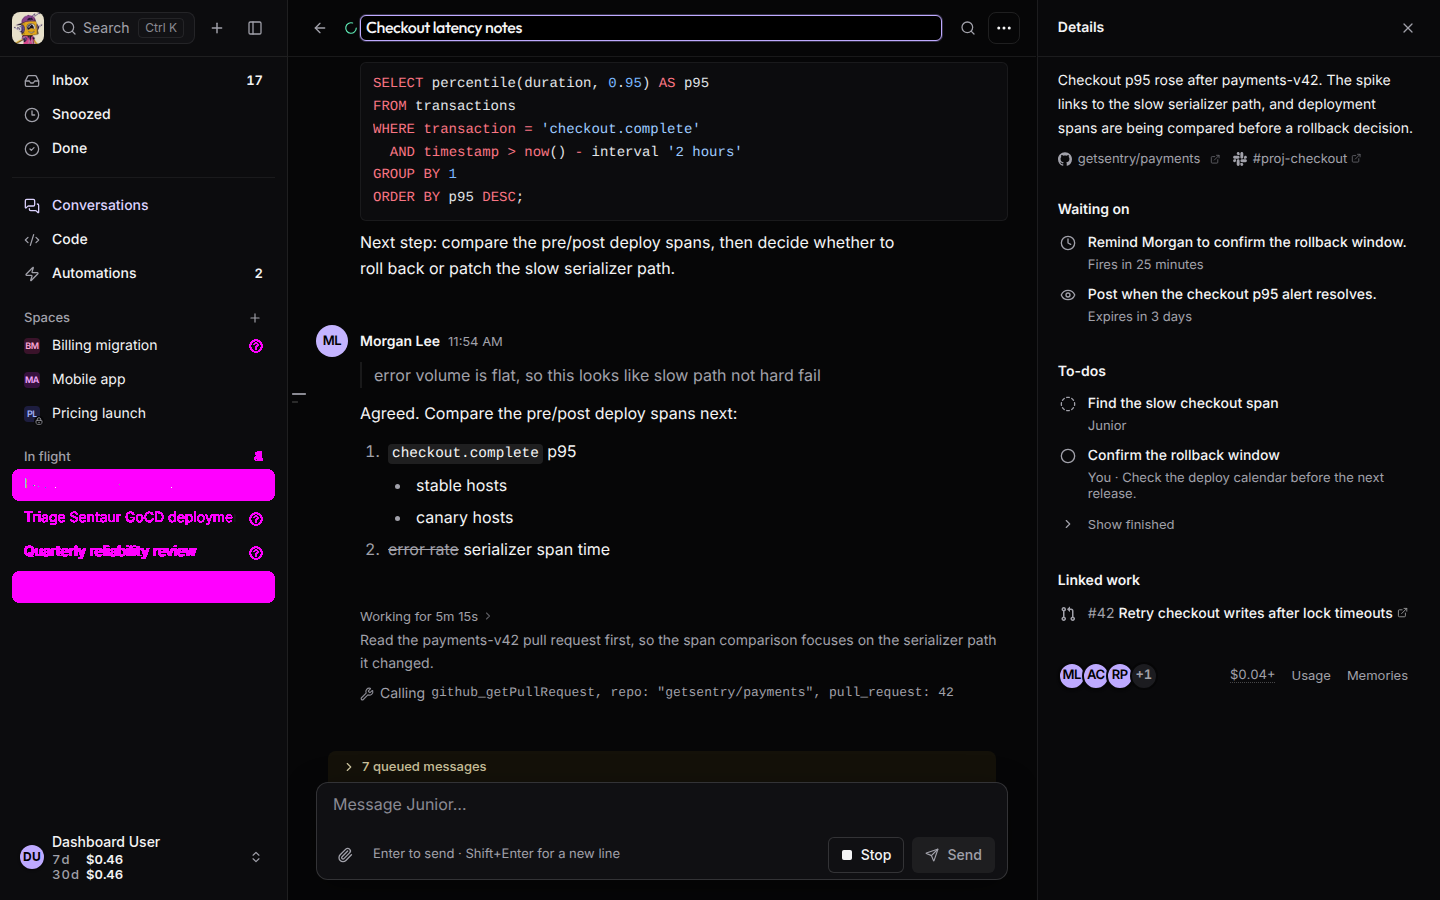 Search Ctrl K
Inbox 17
Snoozed
Done
Conversations
Code
Automations 2
Spaces
BM Billing migration
MA Mobile app
PL Pricing launch
In flight
Triage Sentaur GoCD deployme
Quarterly reliability review
DU Dashboard User
7d $0.46
30d $0.46
Checkout latency notes
SELECT percentile(duration, 0.95) AS p95
FROM transactions
WHERE transaction = 'checkout.complete'
AND timestamp > now() - interval '2 hours'
GROUP BY 1
ORDER BY p95 DESC;
Next step: compare the pre/post deploy spans, then decide whether to
roll back or patch the slow serializer path.
ML Morgan Lee 11:54 AM
error volume is flat, so this looks like slow path not hard fail
Agreed. Compare the pre/post deploy spans next:
1. checkout.complete p95
• stable hosts
• canary hosts
2. error rate serializer span time
Working for 5m 15s
Read the payments-v42 pull request first, so the span comparison focuses on the serializer path
it changed.
Calling github_getPullRequest, repo: "getsentry/payments", pull_request: 42
7 queued messages
Message Junior...
Enter to send · Shift+Enter for a new line
Stop
Send
Details
Checkout p95 rose after payments-v42. The spike
links to the slow serializer path, and deployment
spans are being compared before a rollback decision.
getsentry/payments #proj-checkout
Waiting on
Remind Morgan to confirm the rollback window.
Fires in 25 minutes
Post when the checkout p95 alert resolves.
Expires in 3 days
To-dos
Find the slow checkout span
Junior
Confirm the rollback window
You · Check the deploy calendar before the next
release.
Show finished
Linked work
#42 Retry checkout writes after lock timeouts
ML AC RP +1 $0.04+ Usage Memories